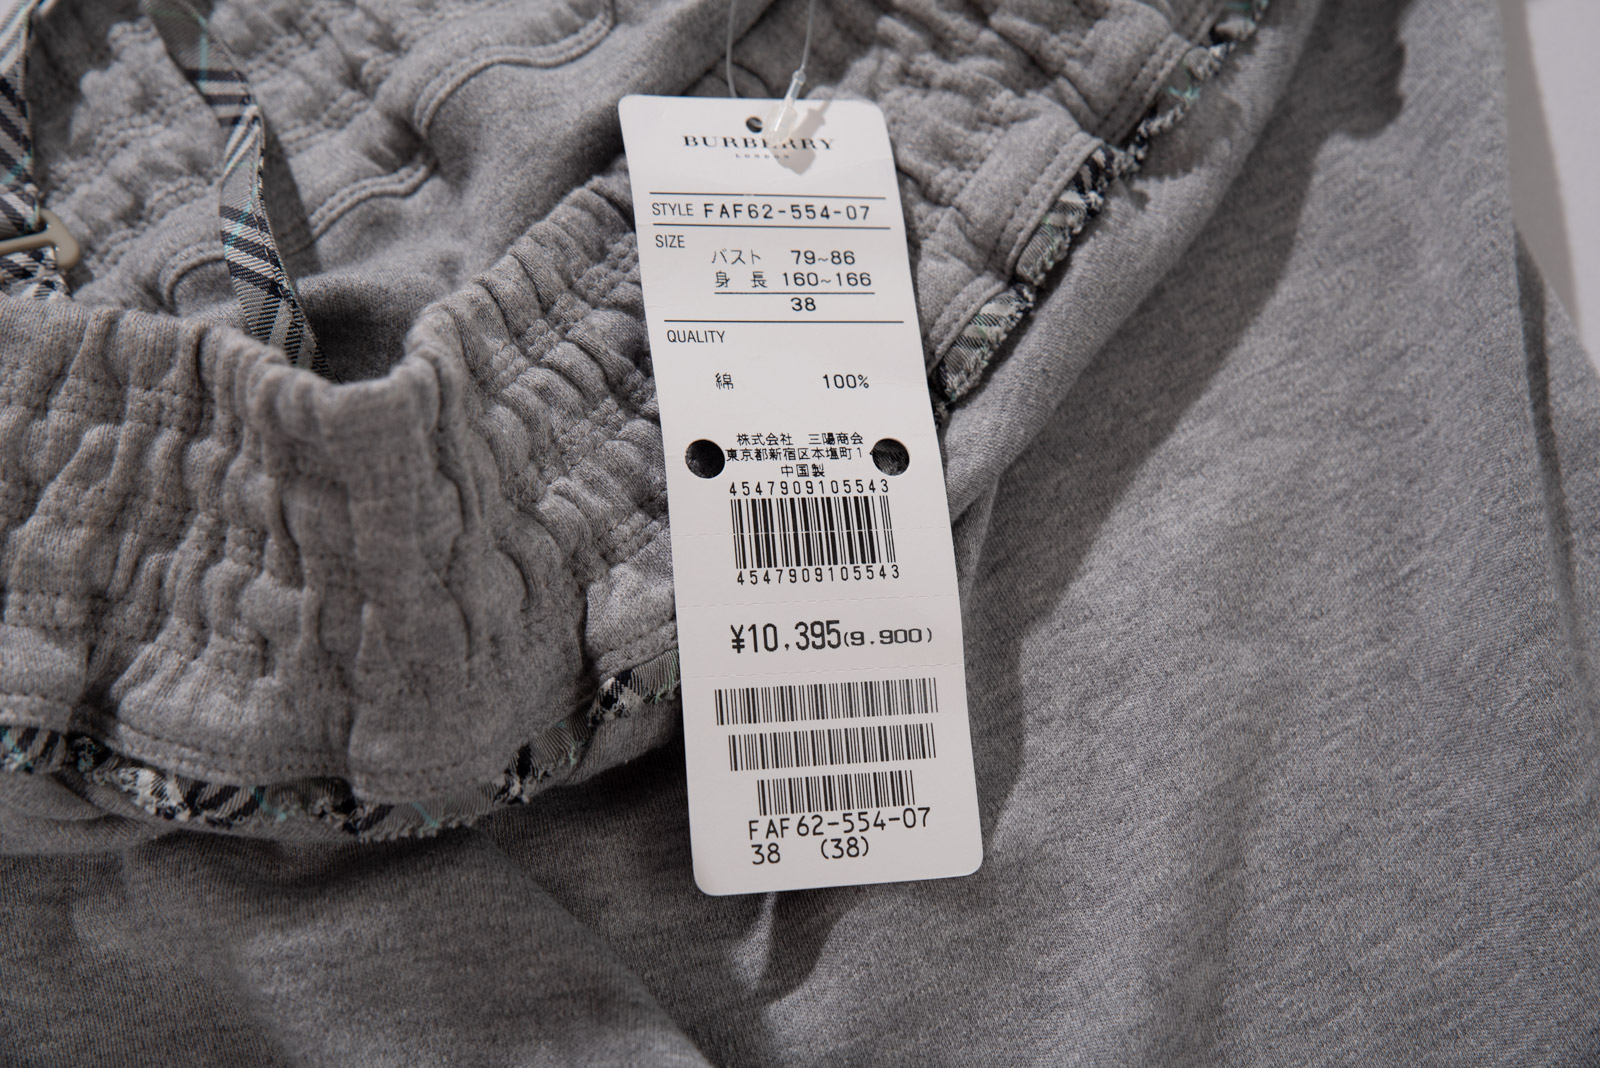 BURBERRY
LONDON
STYLE FAF62-554-07
SIZE
バスト 79~86
身 長 160~166
38
QUALITY
綿 100%
株式会社 三陽商会
東京都新宿区本塩町1
中国製
4547909105543
4547909105543
¥10,395(9,900)
FAF62-554-07
38 (38)